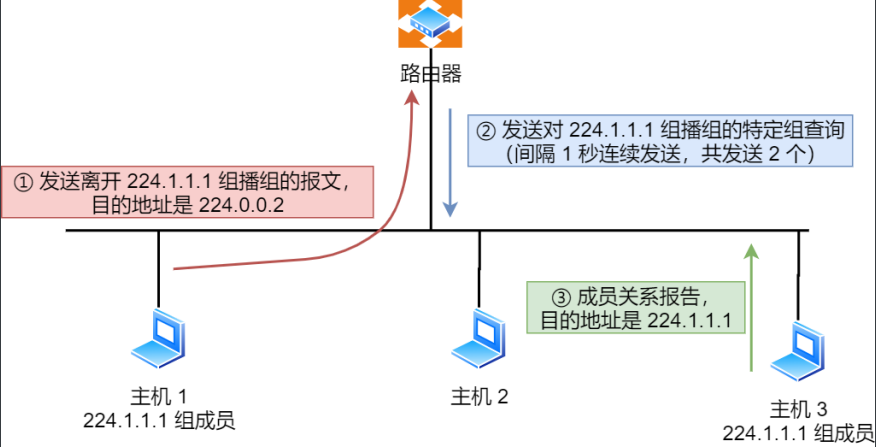 路由器
② 发送对 224.1.1.1 组播组的特定组查询
（间隔 1 秒连续发送，共发送 2 个）
① 发送离开 224.1.1.1 组播组的报文，
目的地址是 224.0.0.2
③ 成员关系报告，
目的地址是 224.1.1.1
主机 1
224.1.1.1 组成员
主机 2
主机 3
224.1.1.1 组成员